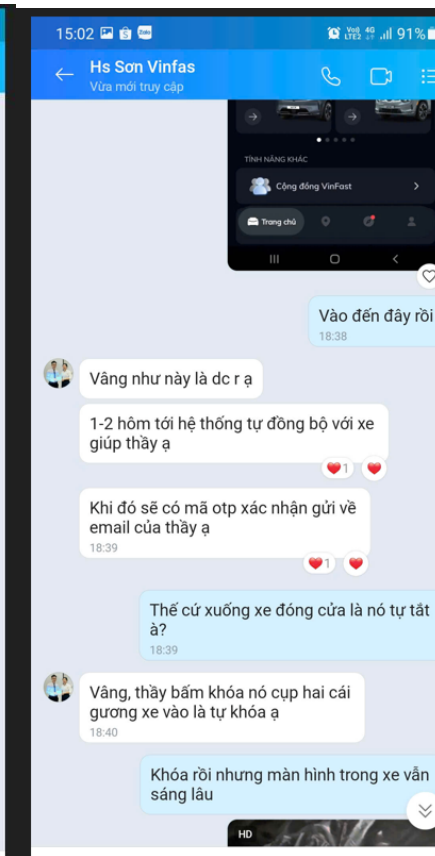 15:02 Zalo Vo)) LTE2 4G 91%
Hs Sơn Vinfas
Vừa mới truy cập
TÍNH NĂNG KHÁC
Cộng đồng VinFast
Trang chủ
Vào đến đây rồi
18:38
Vâng như này là dc r ạ
1-2 hôm tới hệ thống tự đồng bộ với xe
giúp thầy ạ
1
Khi đó sẽ có mã otp xác nhận gửi về
email của thầy ạ
18:39
1
Thế cứ xuống xe đóng cửa là nó tự tắt
à?
18:39
Vâng, thầy bấm khóa nó cụp hai cái
gương xe vào là tự khóa ạ
18:40
Khóa rồi nhưng màn hình trong xe vẫn
sáng lâu
HD